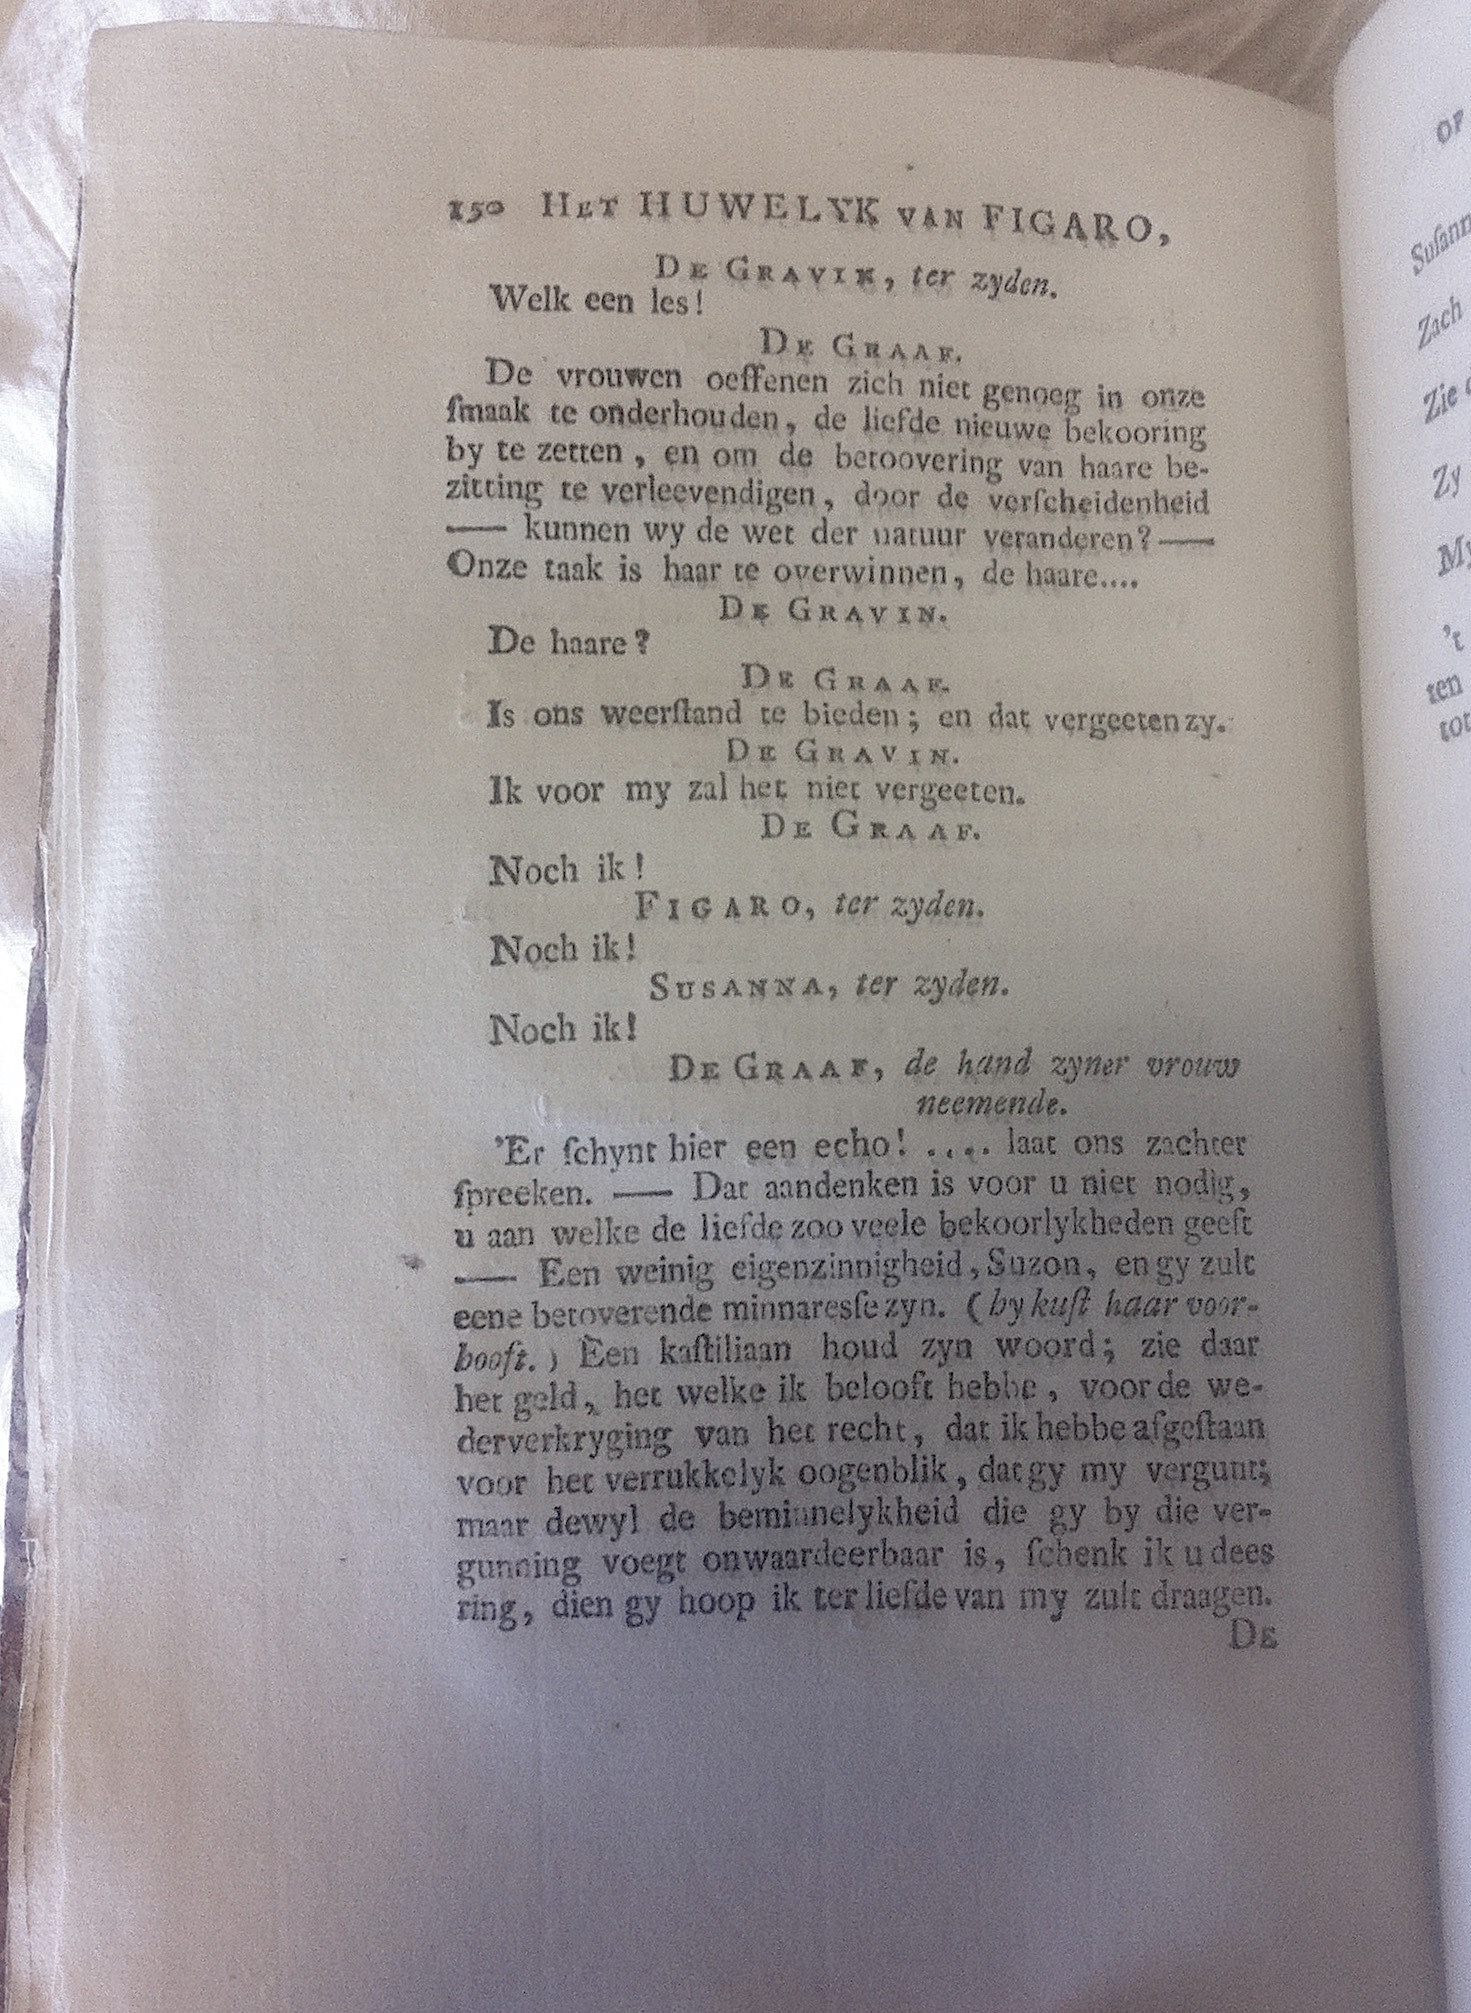 150 HET HUWELYK VAN FIGARO,
DE GRAVIN, ter zyden.
Welk een les!
DE GRAAF.
De vrouwen oeffenen zich niet genoeg in onze
ſmaak te onderhouden, de liefde nieuwe bekooring
by te zetten, en om de betoovering van haare be-
zitting te verleevendigen, door de verſcheidenheid
—— kunnen wy de wet der natuur veranderen? ——
Onze taak is haar te overwinnen, de haare....
DE GRAVIN.
De haare?
DE GRAAF.
Is ons weerſtand te bieden; en dat vergeeten zy.
DE GRAVIN.
Ik voor my zal het niet vergeeten.
DE GRAAF.
Noch ik!
FIGARO, ter zyden.
Noch ik!
SUSANNA, ter zyden.
Noch ik!
DE GRAAF, de hand zyner vrouw
neemende.
'Er ſchynt hier een echo! .... laat ons zachter
ſpreeken. —— Dat aandenken is voor u niet nodig,
u aan welke de liefde zoo veele bekoorlykheden geeft
—— Een weinig eigenzinnigheid, Suzon, en gy zult
eene betoverende minnaresſe zyn. (hy kuſt haar voor-
hooft.) Een kaſtiliaan houd zyn woord; zie daar
het geld, het welke ik belooft hebbe, voor de we-
derverkryging van het recht, dat ik hebbe afgeſtaan
voor het verrukkelyk oogenblik, dat gy my vergunt;
maar dewyl de beminnelykheid die gy by die ver-
gunning voegt onwaardeerbaar is, ſchenk ik u dees
ring, dien gy hoop ik ter liefde van my zult draagen.
DE
OF
Zach
Zie
Zy
My
't
ten
tot